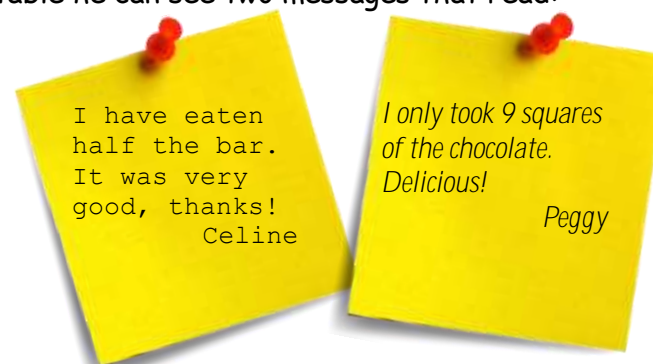 table he can see two messages that read:
I have eaten
half the bar.
It was very
good, thanks!
Celine
I only took 9 squares
of the chocolate.
Delicious!
Peggy